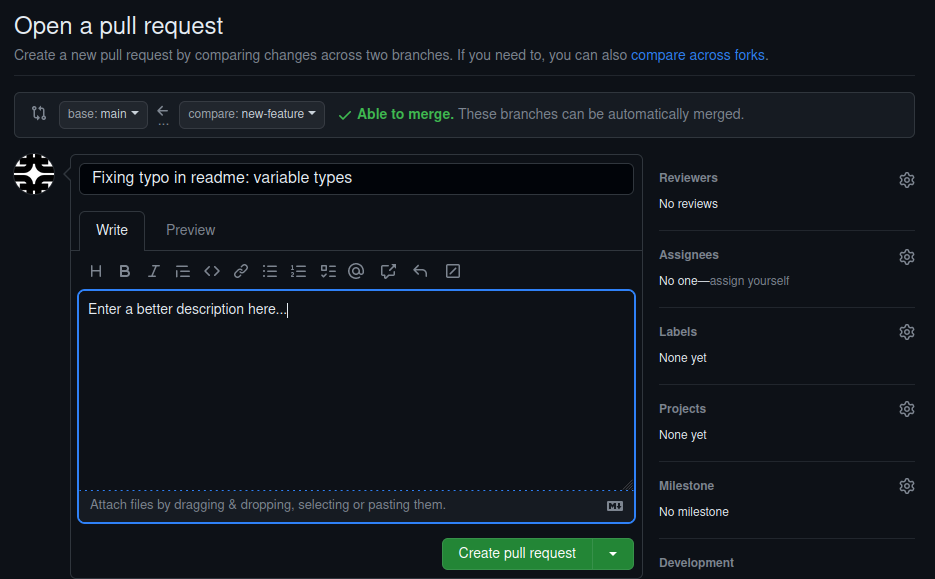 Open a pull request
Create a new pull request by comparing changes across two branches. If you need to, you can also compare across forks.
base: main
...
compare: new-feature
Able to merge. These branches can be automatically merged.
Fixing typo in readme: variable types
Write Preview
Enter a better description here...
Attach files by dragging & dropping, selecting or pasting them.
Create pull request
Reviewers
No reviews
Assignees
No one—assign yourself
Labels
None yet
Projects
None yet
Milestone
No milestone
Development